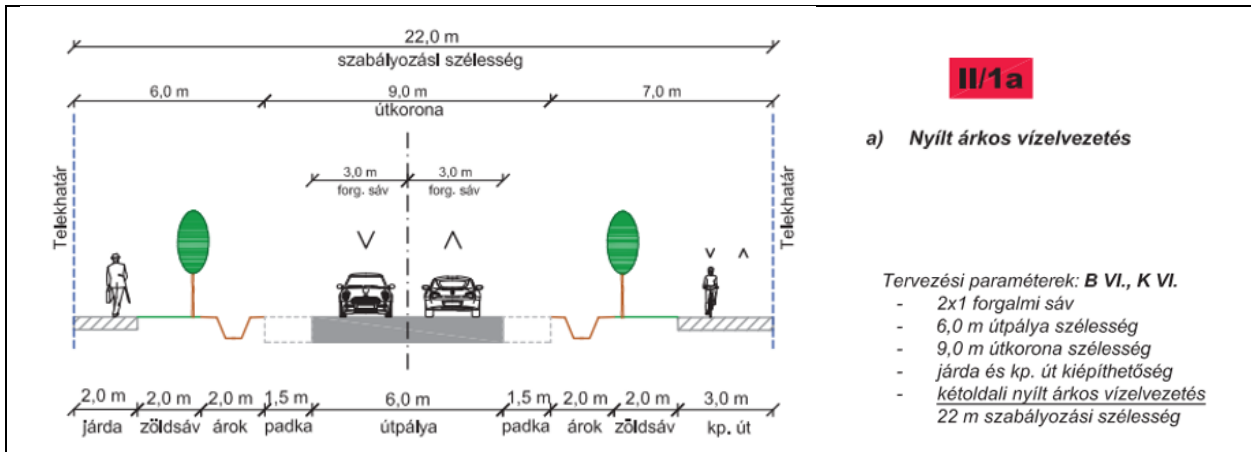 22,0 m
szabályozási szélesség
6,0 m
9,0 m
7,0 m
útkorona
Telekhatár
Telekhatár
3,0 m
3,0 m
forg. sáv
forg. sáv
2,0 m
2,0 m
2,0 m
1,5 m
6,0 m
1,5 m
2,0 m
2,0 m
3,0 m
járda
zöldsáv
árok
padka
útpálya
padka
árok
zöldsáv
kp. út
II/1a
a) Nyílt árkos vízelvezetés
Tervezési paraméterek: B VI., K VI.
- 2x1 forgalmi sáv
- 6,0 m útpálya szélesség
- 9,0 m útkorona szélesség
- járda és kp. út kiépíthetőség
- kétoldali nyílt árkos vízelvezetés
22 m szabályozási szélesség